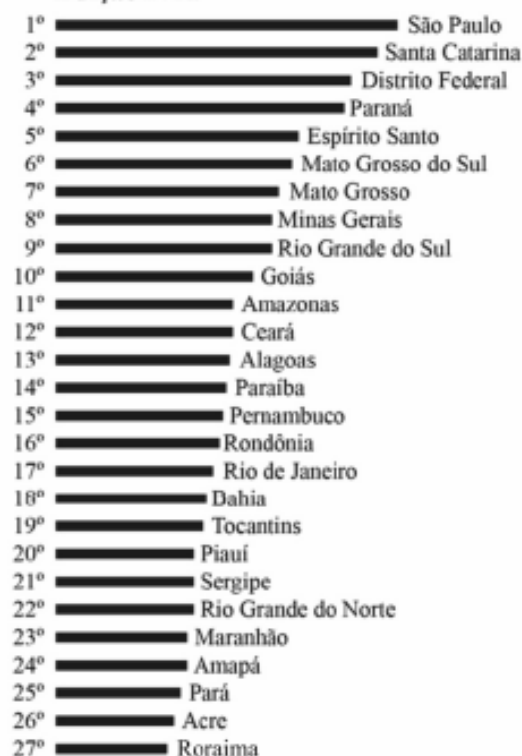 1º São Paulo
2º Santa Catarina
3º Distrito Federal
4º Paraná
5º Espírito Santo
6º Mato Grosso do Sul
7º Mato Grosso
8º Minas Gerais
9º Rio Grande do Sul
10º Goiás
11º Amazonas
12º Ceará
13º Alagoas
14º Paraíba
15º Pernambuco
16º Rondônia
17º Rio de Janeiro
18º Bahia
19º Tocantins
20º Piauí
21º Sergipe
22º Rio Grande do Norte
23º Maranhão
24º Amapá
25º Pará
26º Acre
27º Roraima